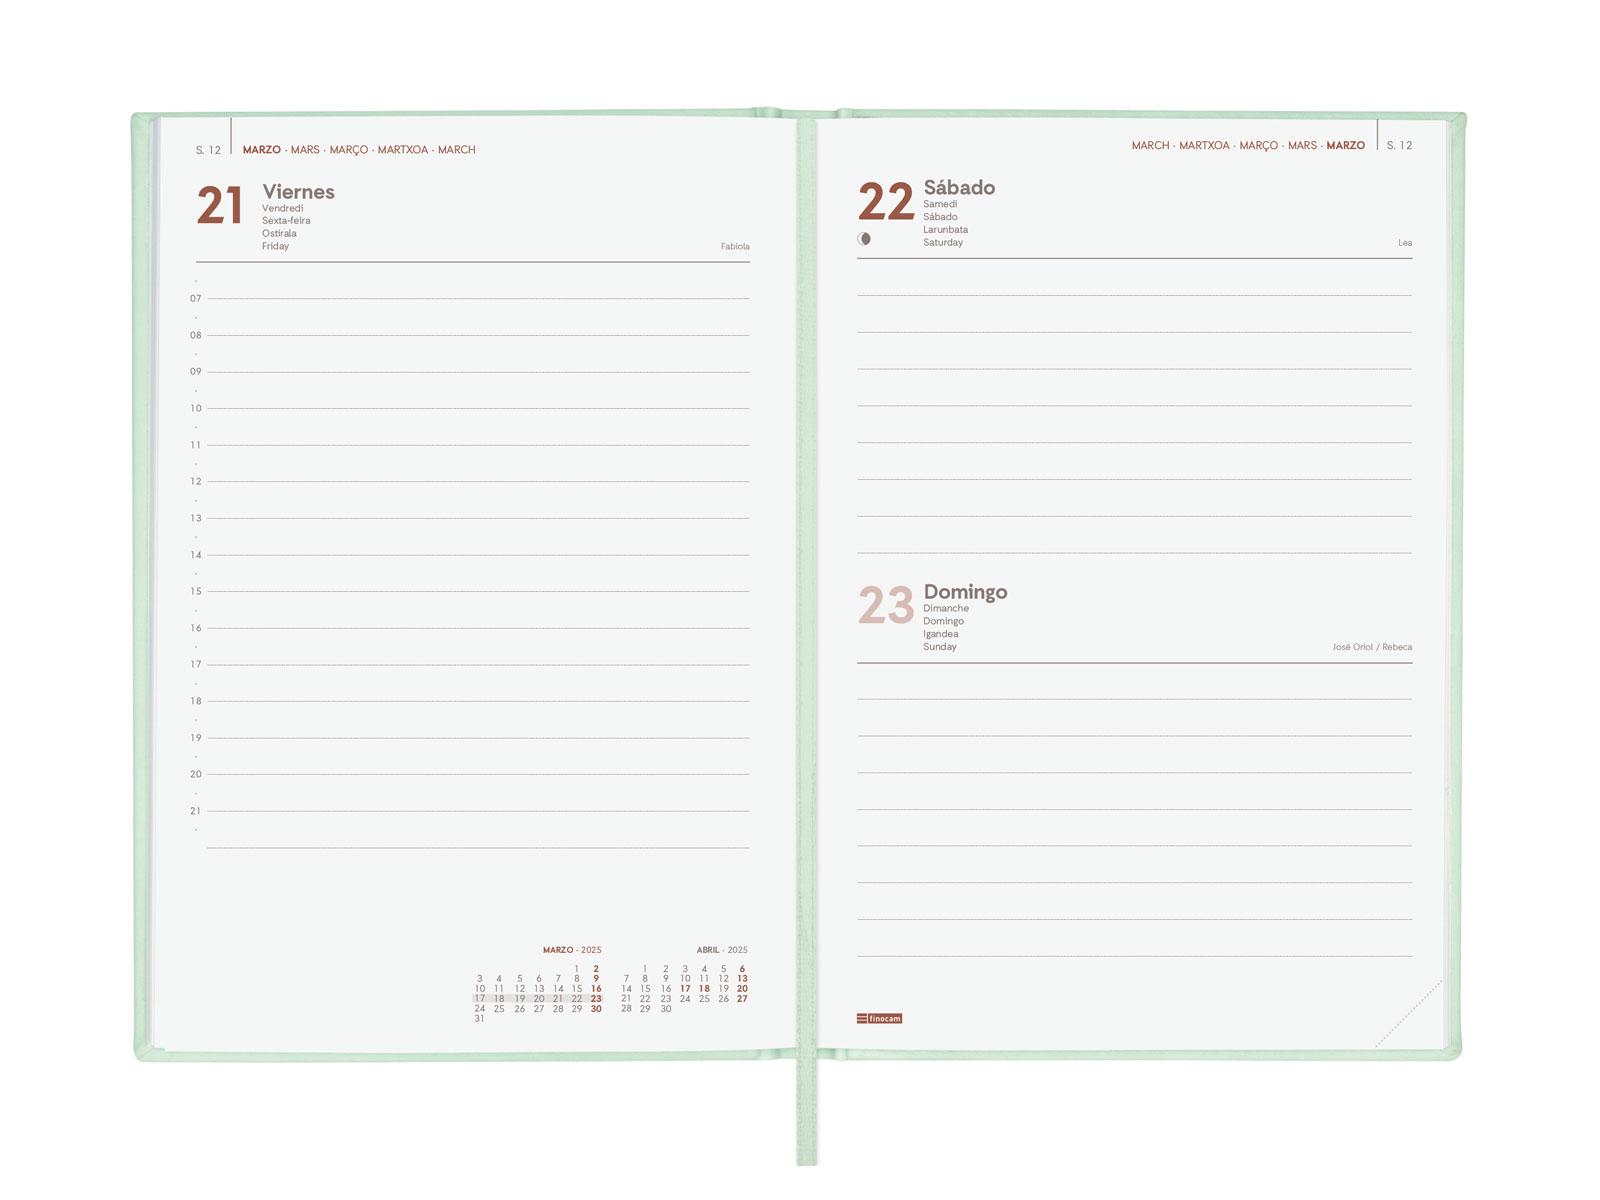 S. 12 MARZO · MARS · MARÇO · MARTXOA · MARCH
21 Viernes
Vendredi
Sexta-feira
Ostirala
Friday
Fabiola
07
08
09
10
11
12
13
14
15
16
17
18
19
20
21
MARZO · 2025
1 2
3 4 5 6 7 8 9
10 11 12 13 14 15 16
17 18 19 20 21 22 23
24 25 26 27 28 29 30
31
ABRIL · 2025
1 2 3 4 5 6
7 8 9 10 11 12 13
14 15 16 17 18 19 20
21 22 23 24 25 26 27
28 29 30
MARCH · MARTXOA · MARÇO · MARS · MARZO S. 12
22 Sábado
Samedi
Sábado
Larunbata
Saturday
Lea
23 Domingo
Dimanche
Domingo
Igandea
Sunday
José Oriol / Rebeca
finocam